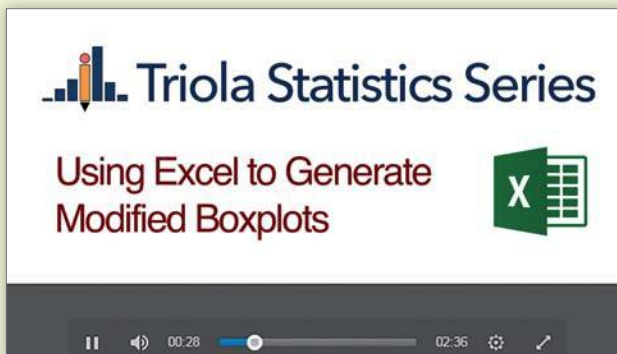 Triola Statistics Series
Using Excel to Generate
Modified Boxplots
X
00:28
02:36